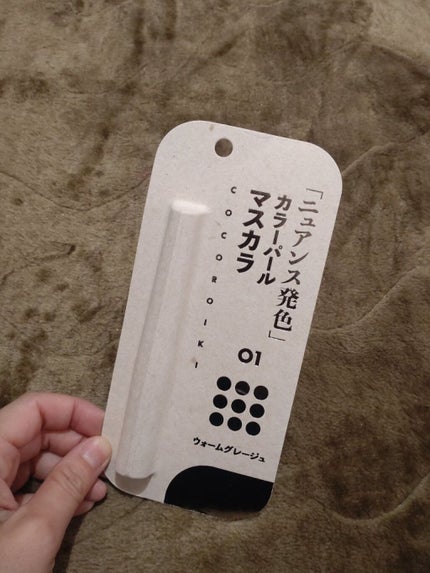 「ニュアンス発色」
カラーパール
マスカラ
COCOROIKI
01
ウォームグレージュ